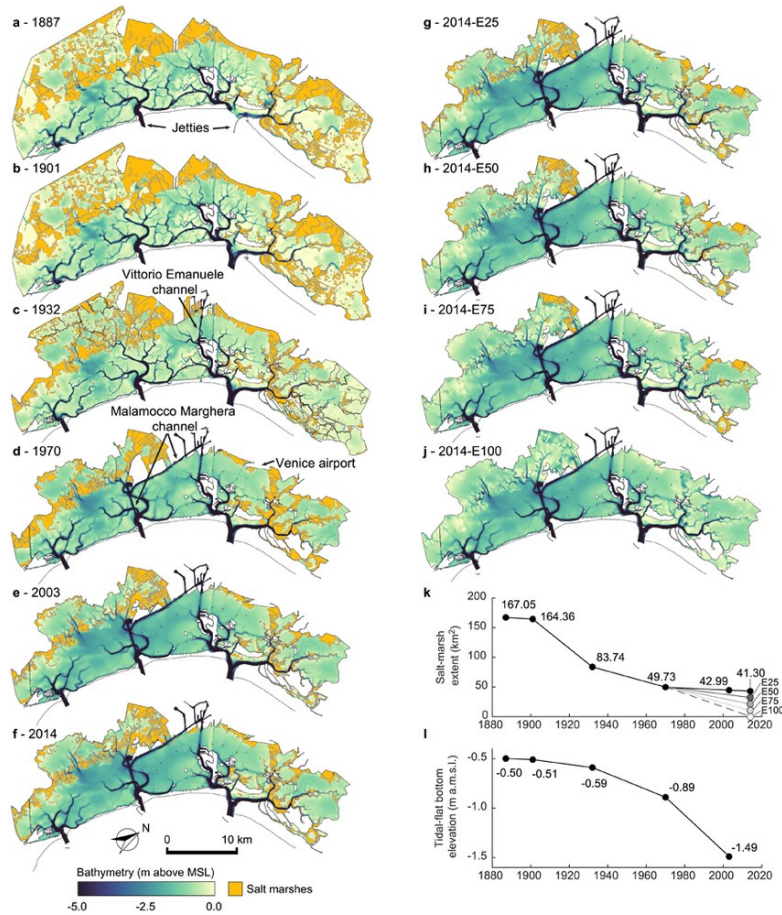 a - 1887
Jetties
b - 1901
Vittorio Emanuele
channel
c - 1932
Malamocco Marghera
channel
d - 1970
Venice airport
e - 2003
f - 2014
N
0 10 km
Bathymetry (m above MSL)
-5.0 -2.5 0.0
Salt marshes
g - 2014-E25
h - 2014-E50
i - 2014-E75
j - 2014-E100
k
Salt-marsh
extent (km²)
200
150
100
50
0
167.05
164.36
83.74
49.73
42.99
41.30
E25
E50
E75
E100
1880 1900 1920 1940 1960 1980 2000 2020
l
Tidal-flat bottom
elevation (m a.m.s.l.)
-0.5
-1.0
-1.5
-0.50
-0.51
-0.59
-0.89
-1.49
1880 1900 1920 1940 1960 1980 2000 2020